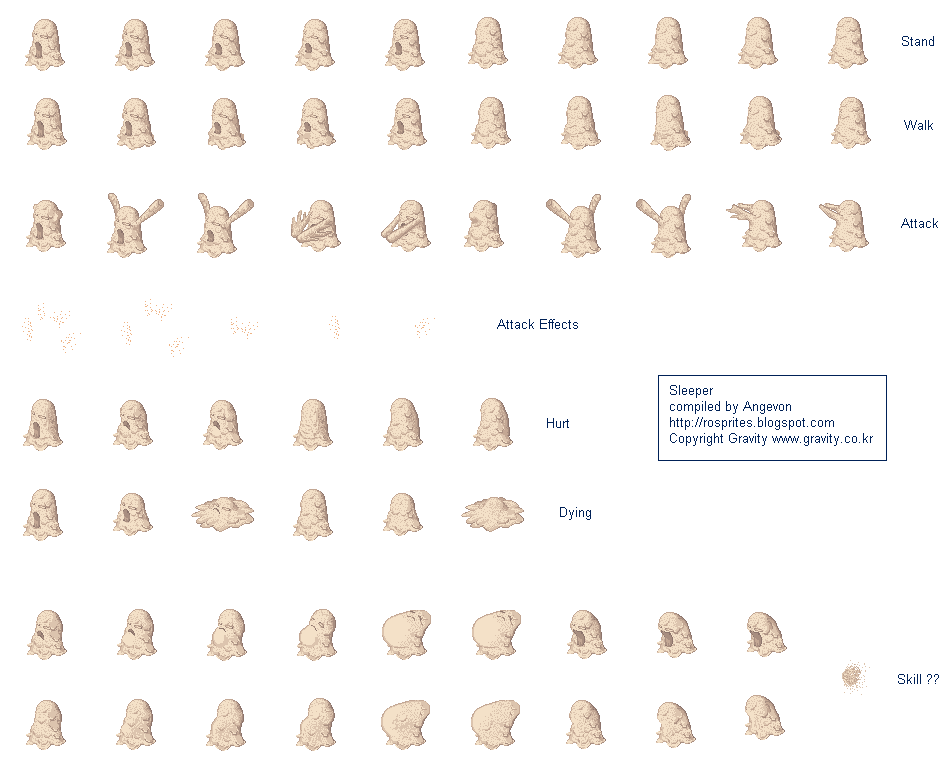 Stand
Walk
Attack
Attack Effects
Sleeper
compiled by Angevon
http://rosprites.blogspot.com
Copyright Gravity www.gravity.co.kr
Hurt
Dying
Skill ??